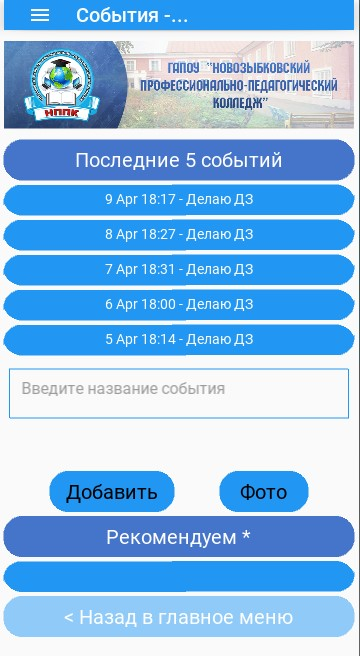 События -...
ГАПОУ "НОВОЗЫБКОВСКИЙ
ПРОФЕССИОНАЛЬНО-ПЕДАГОГИЧЕСКИЙ
КОЛЛЕДЖ"
НППК
Последние 5 событий
9 Apr 18:17 - Делаю ДЗ
8 Apr 18:27 - Делаю ДЗ
7 Apr 18:31 - Делаю ДЗ
6 Apr 18:00 - Делаю ДЗ
5 Apr 18:14 - Делаю ДЗ
Введите название события
Добавить Фото
Рекомендуем *
< Назад в главное меню